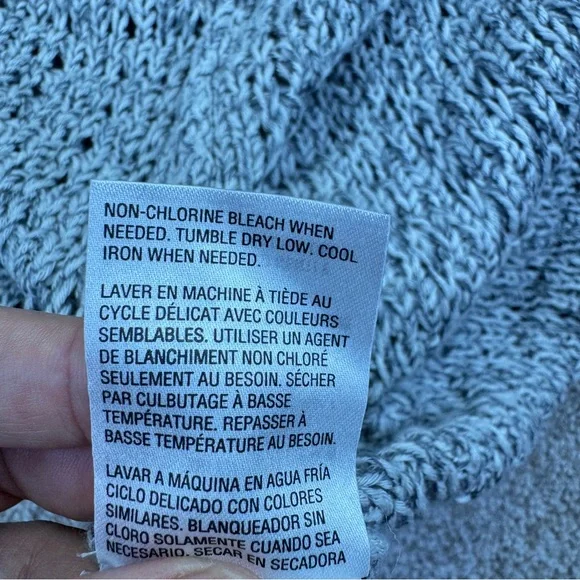 NON-CHLORINE BLEACH WHEN
NEEDED. TUMBLE DRY LOW. COOL
IRON WHEN NEEDED.
LAVER EN MACHINE À TIÈDE AU
CYCLE DÉLICAT AVEC COULEURS
SEMBLABLES. UTILISER UN AGENT
DE BLANCHIMENT NON CHLORÉ
SEULEMENT AU BESOIN. SÉCHER
PAR CULBUTAGE À BASSE
TEMPÉRATURE. REPASSER À
BASSE TEMPÉRATURE AU BESOIN.
LAVAR A MÁQUINA EN AGUA FRÍA
CICLO DELICADO CON COLORES
SIMILARES. BLANQUEADOR SIN
CLORO SOLAMENTE CUANDO SEA
NECESARIO. SECAR EN SECADORA